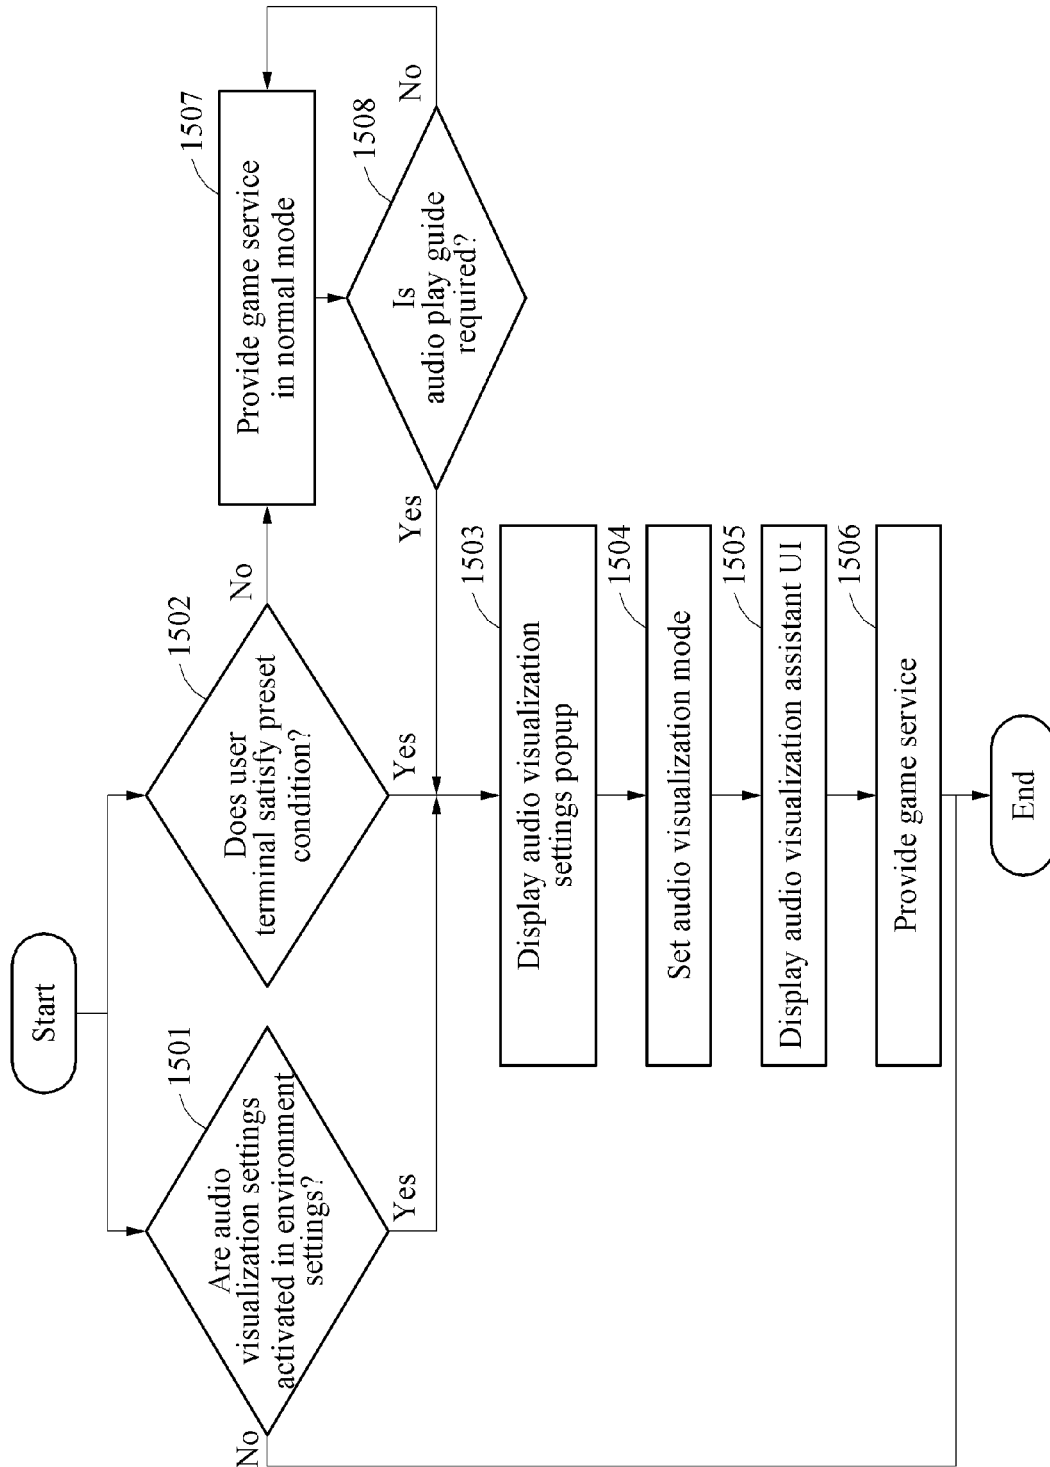 Start
1501
Are audio
visualization settings
activated in environment
settings?
No
Yes
1502
Does user
terminal satisfy preset
condition?
No
Yes
1507
Provide game service
in normal mode
1508
Is
audio play guide
required?
No
Yes
1503
Display audio visualization
settings popup
1504
Set audio visualization mode
1505
Display audio visualization assistant UI
1506
Provide game service
End